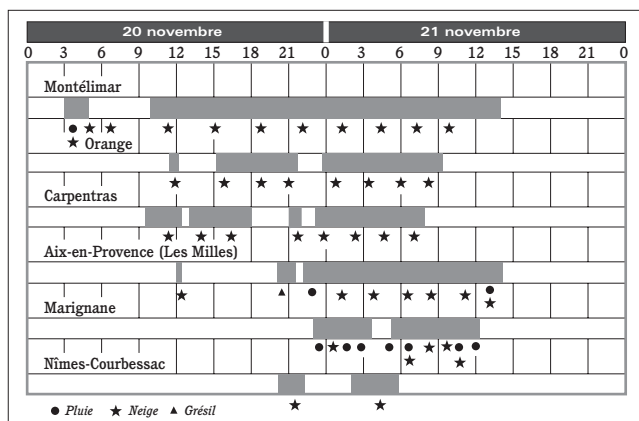 20 novembre 21 novembre
0 3 6 9 12 15 18 21 0 3 6 9 12 15 18 21 0
Montélimar
Orange
Carpentras
Aix-en-Provence (Les Milles)
Marignane
Nîmes-Courbessac
Pluie Neige Grésil